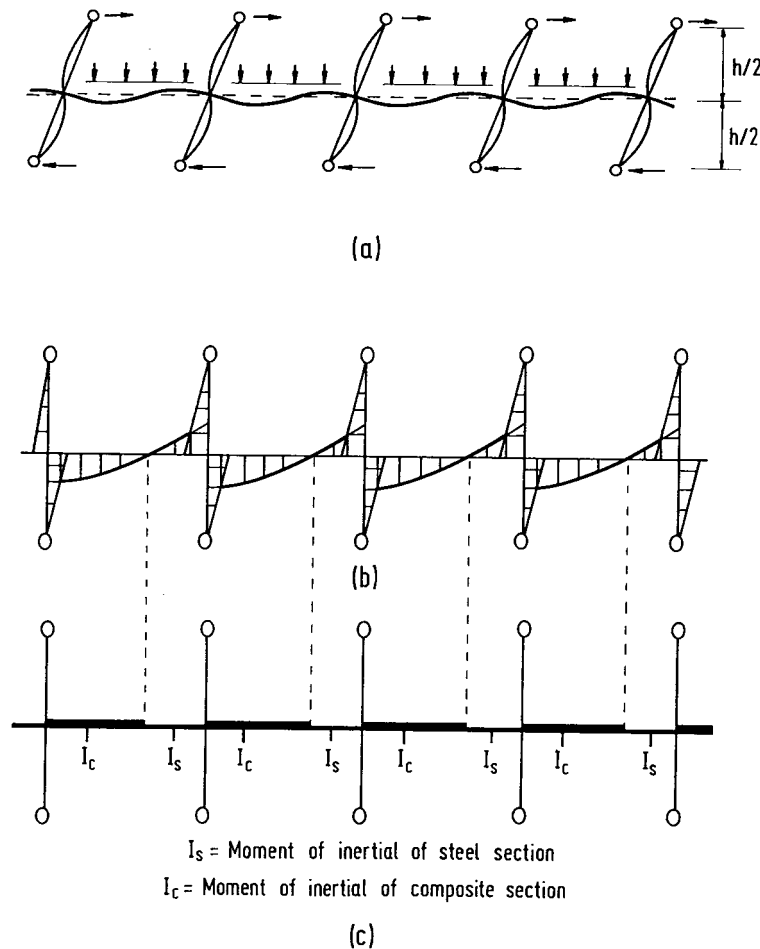 h/2
h/2
(a)
(b)
I_c I_s I_c I_s I_c I_s I_c I_s
I_s = Moment of inertial of steel section
I_c = Moment of inertial of composite section
(c)